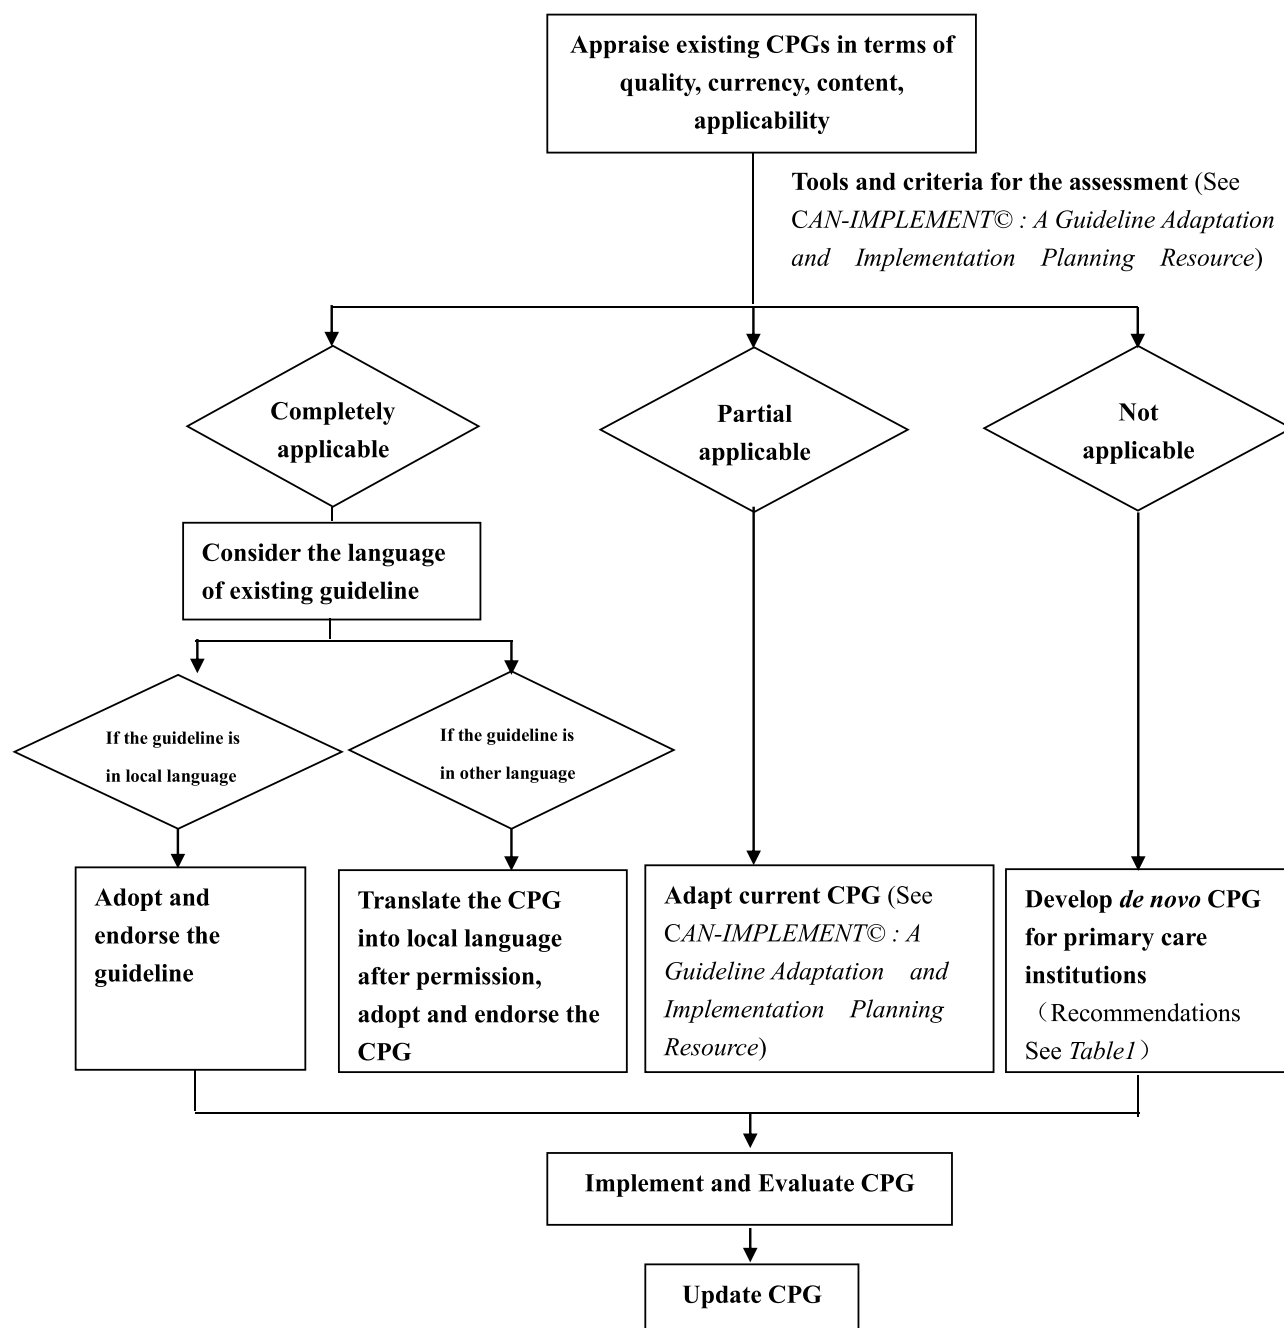 Appraise existing CPGs in terms of
quality, currency, content,
applicability
Tools and criteria for the assessment (See
CAN-IMPLEMENT© : A Guideline Adaptation
and Implementation Planning Resource)
Completely
applicable
Partial
applicable
Not
applicable
Consider the language
of existing guideline
If the guideline is
in local language
If the guideline is
in other language
Adopt and
endorse the
guideline
Translate the CPG
into local language
after permission,
adopt and endorse the
CPG
Adapt current CPG (See
CAN-IMPLEMENT© : A
Guideline Adaptation and
Implementation Planning
Resource)
Develop de novo CPG
for primary care
institutions
（Recommendations
See Table1）
Implement and Evaluate CPG
Update CPG